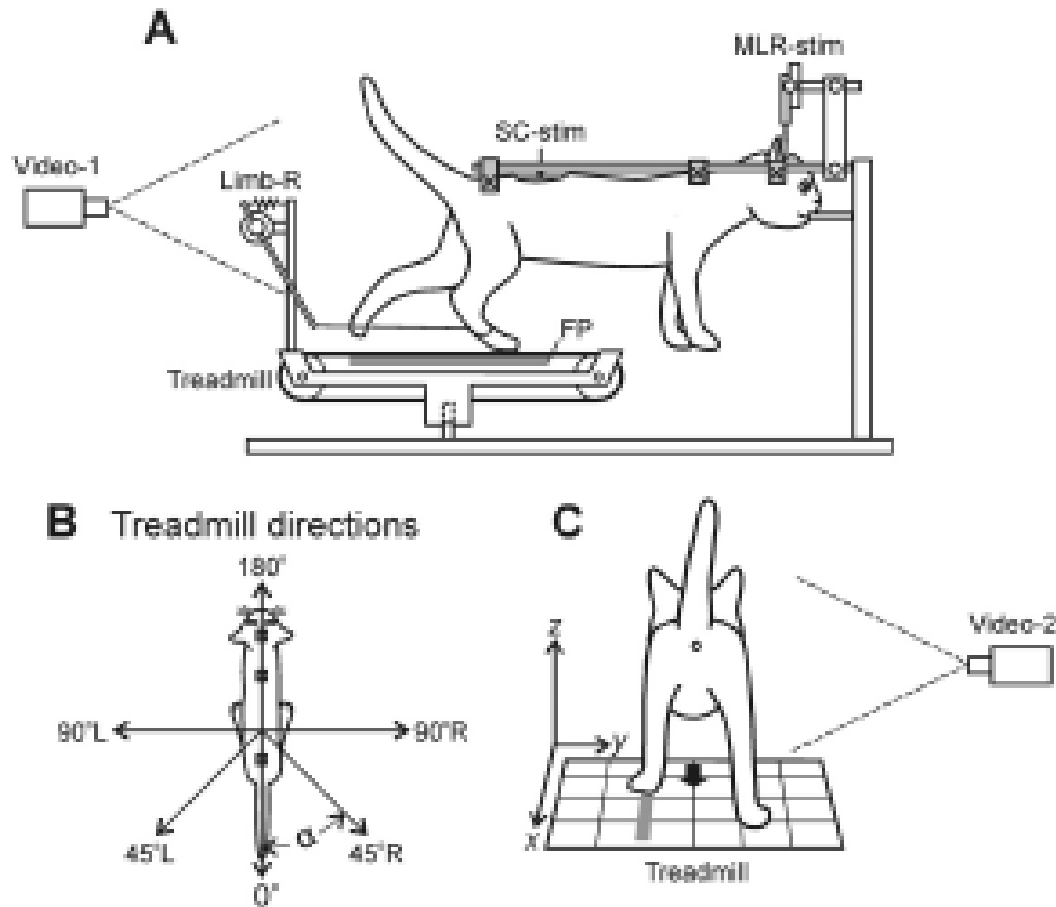 A
MLR-stim
SC-stim
Video-1
Limb-R
FP
Treadmill
B Treadmill directions
180°
90°L
90°R
α
45°L
45°R
0°
C
Video-2
z
y
x
Treadmill